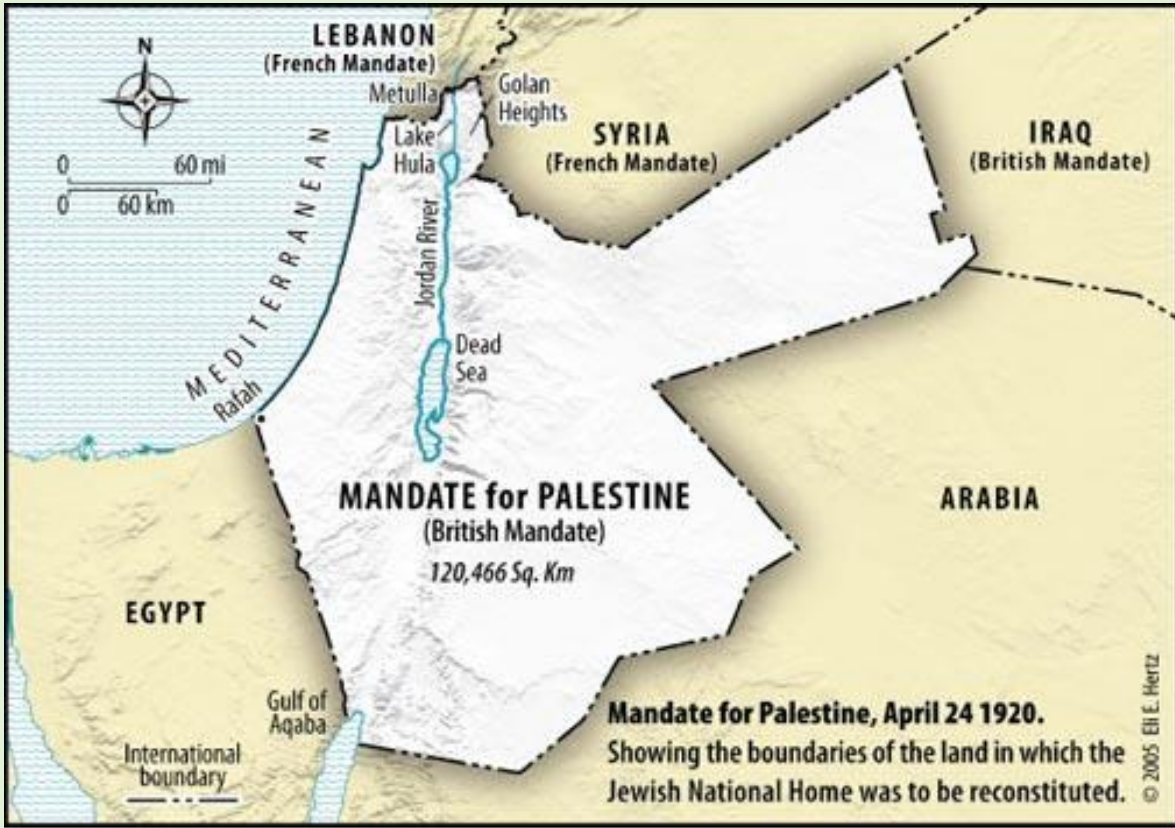 N
LEBANON
(French Mandate)
Metulla
Golan
Heights
Lake
Hula
SYRIA
(French Mandate)
IRAQ
(British Mandate)
0 60 mi
0 60 km
MEDITERRANEAN
Jordan River
Rafah
Dead
Sea
MANDATE for PALESTINE
(British Mandate)
120,466 Sq. Km
ARABIA
EGYPT
Gulf of
Aqaba
International
boundary
Mandate for Palestine, April 24 1920.
Showing the boundaries of the land in which the
Jewish National Home was to be reconstituted.
© 2005 Eli E. Hertz